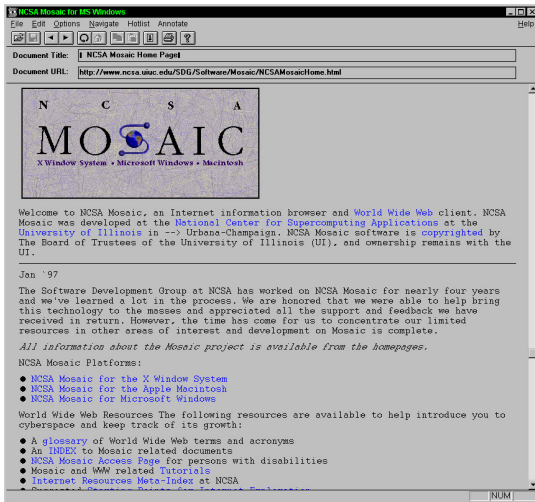 NCSA Mosaic for MS Windows
File Edit Options Navigate Hotlist Annotate Help
Document Title: NCSA Mosaic Home Page
Document URL: http://www.ncsa.uiuc.edu/SDG/Software/Mosaic/NCSAMosaicHome.html
N C S A
MOSAIC
X Window System • Microsoft Windows • Macintosh
Welcome to NCSA Mosaic, an Internet information browser and World Wide Web client. NCSA
Mosaic was developed at the National Center for Supercomputing Applications at the
University of Illinois in --> Urbana-Champaign. NCSA Mosaic software is copyrighted by
The Board of Trustees of the University of Illinois (UI), and ownership remains with the
UI.
Jan `97
The Software Development Group at NCSA has worked on NCSA Mosaic for nearly four years
and we've learned a lot in the process. We are honored that we were able to help bring
this technology to the masses and appreciated all the support and feedback we have
received in return. However, the time has come for us to concentrate our limited
resources in other areas of interest and development on Mosaic is complete.
All information about the Mosaic project is available from the homepages.
NCSA Mosaic Platforms:
● NCSA Mosaic for the X Window System
● NCSA Mosaic for the Apple Macintosh
● NCSA Mosaic for Microsoft Windows
World Wide Web Resources The following resources are available to help introduce you to
cyberspace and keep track of its growth:
● A glossary of World Wide Web terms and acronyms
● An INDEX to Mosaic related documents
● NCSA Mosaic Access Page for persons with disabilities
● Mosaic and WWW related Tutorials
● Internet Resources Meta-Index at NCSA
● Suggested Starting Points for Internet Exploration
NUM